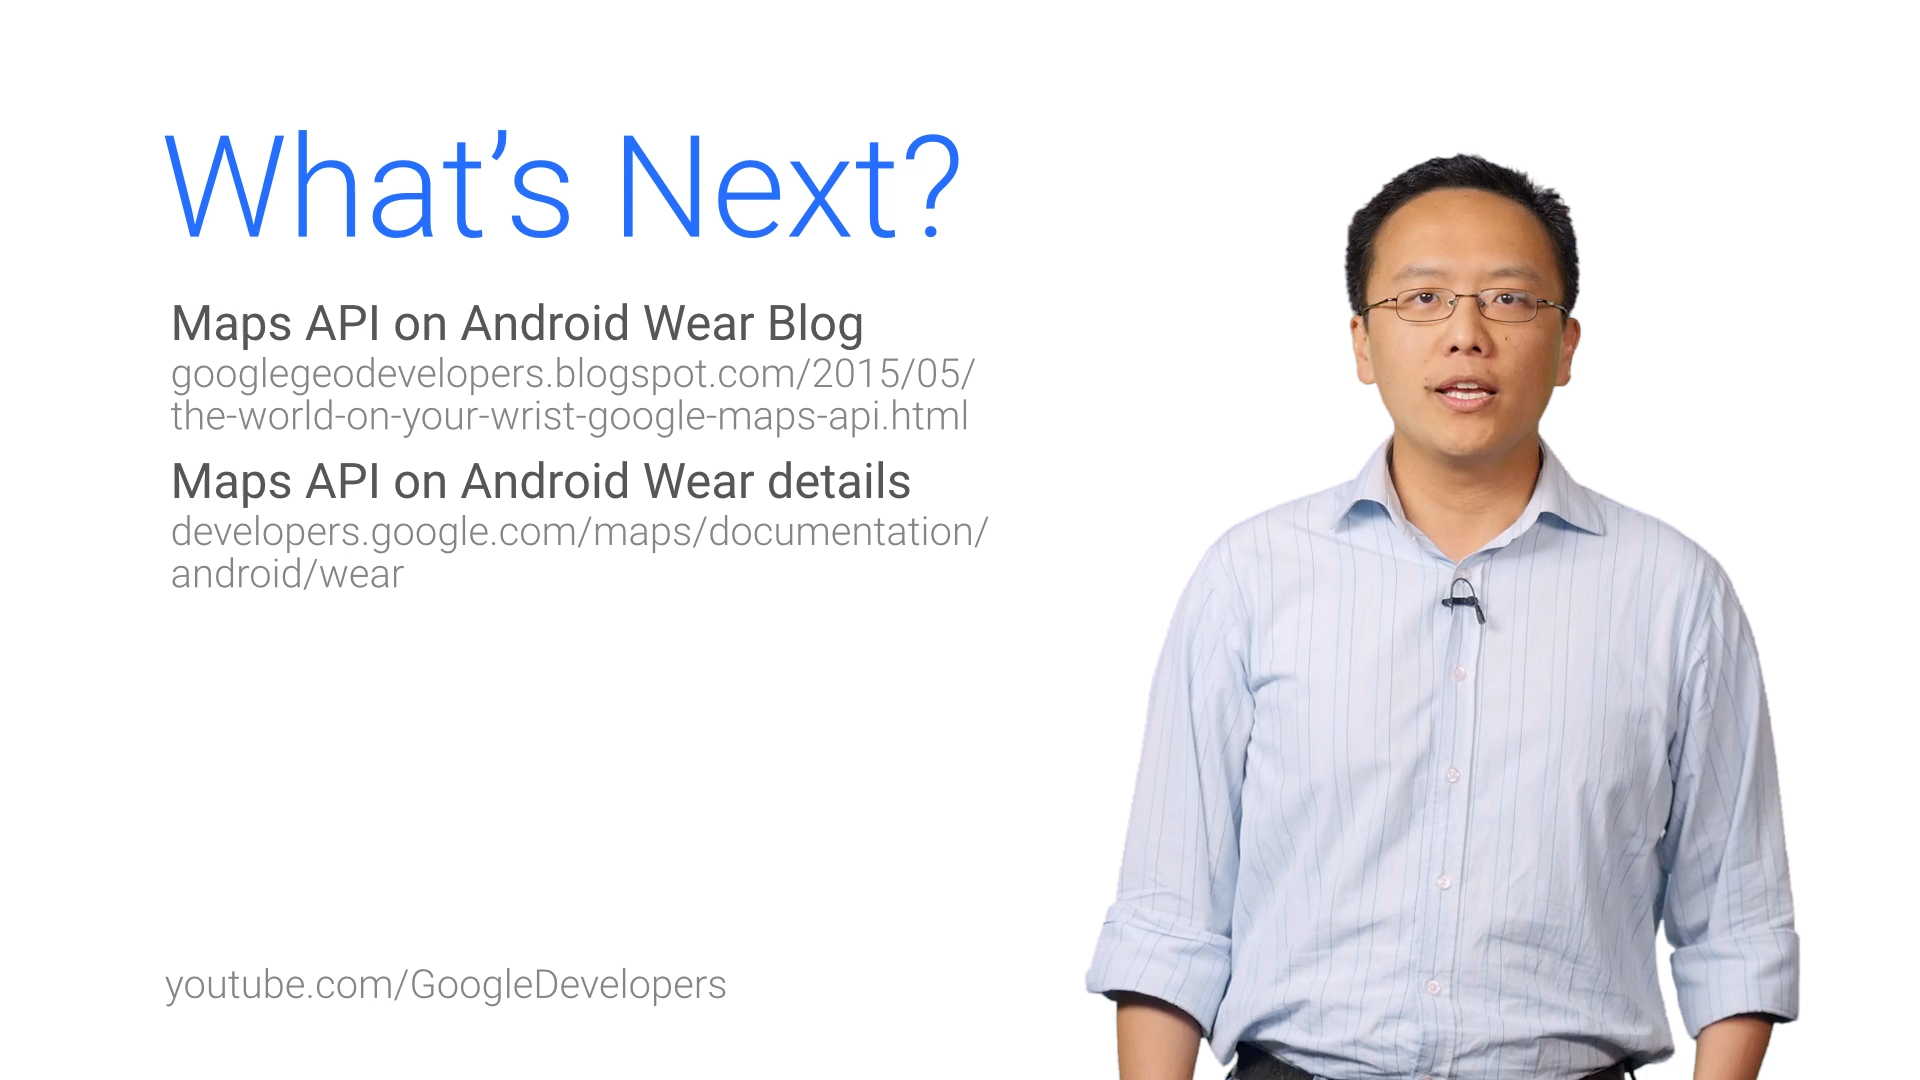 What’s Next?
Maps API on Android Wear Blog
googlegeodevelopers.blogspot.com/2015/05/
the-world-on-your-wrist-google-maps-api.html
Maps API on Android Wear details
developers.google.com/maps/documentation/
android/wear
youtube.com/GoogleDevelopers